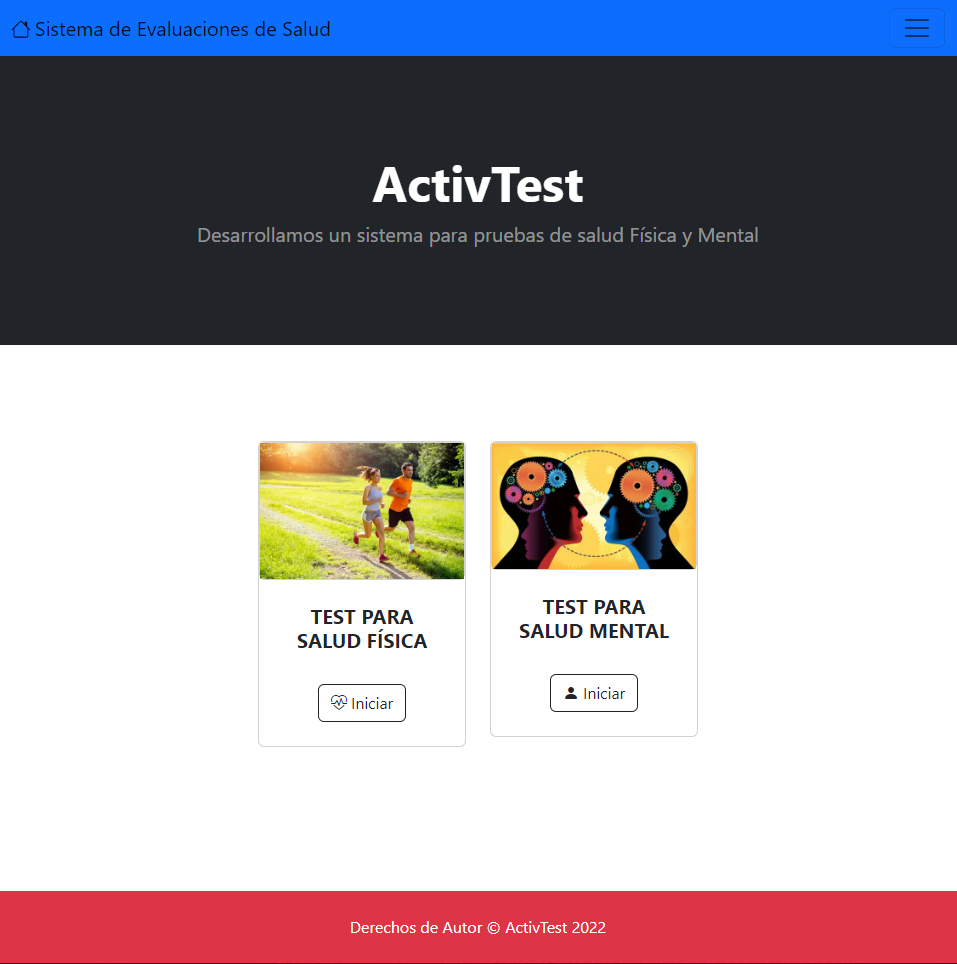 Sistema de Evaluaciones de Salud
ActivTest
Desarrollamos un sistema para pruebas de salud Física y Mental
TEST PARA
SALUD FÍSICA
Iniciar
TEST PARA
SALUD MENTAL
Iniciar
Derechos de Autor © ActivTest 2022